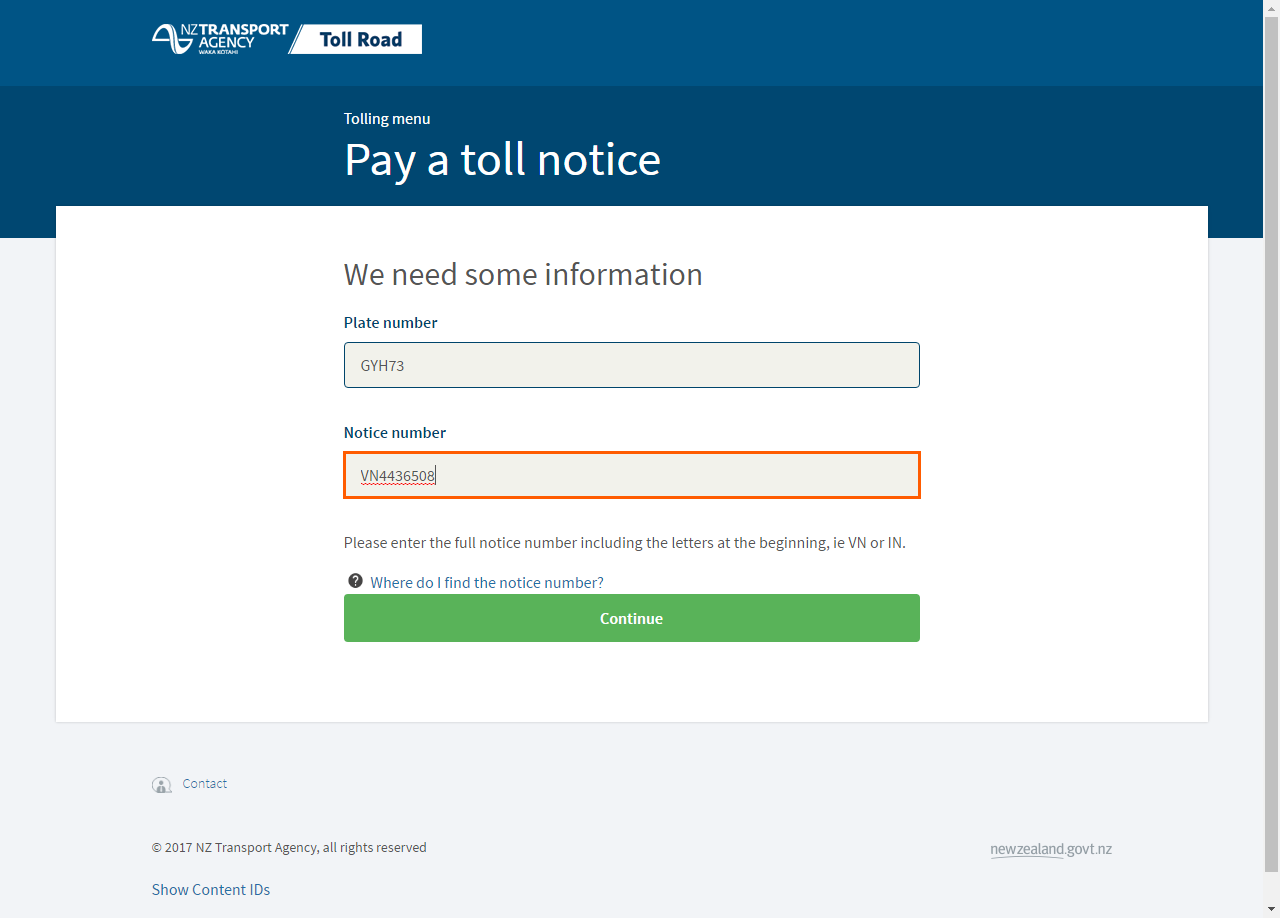 NZTRANSPORT
AGENCY
WAKA KOTAHI
Toll Road
Tolling menu
Pay a toll notice
We need some information
Plate number
GYH73
Notice number
VN4436508
Please enter the full notice number including the letters at the beginning, ie VN or IN.
? Where do I find the notice number?
Continue
Contact
© 2017 NZ Transport Agency, all rights reserved
newzealand.govt.nz
Show Content IDs